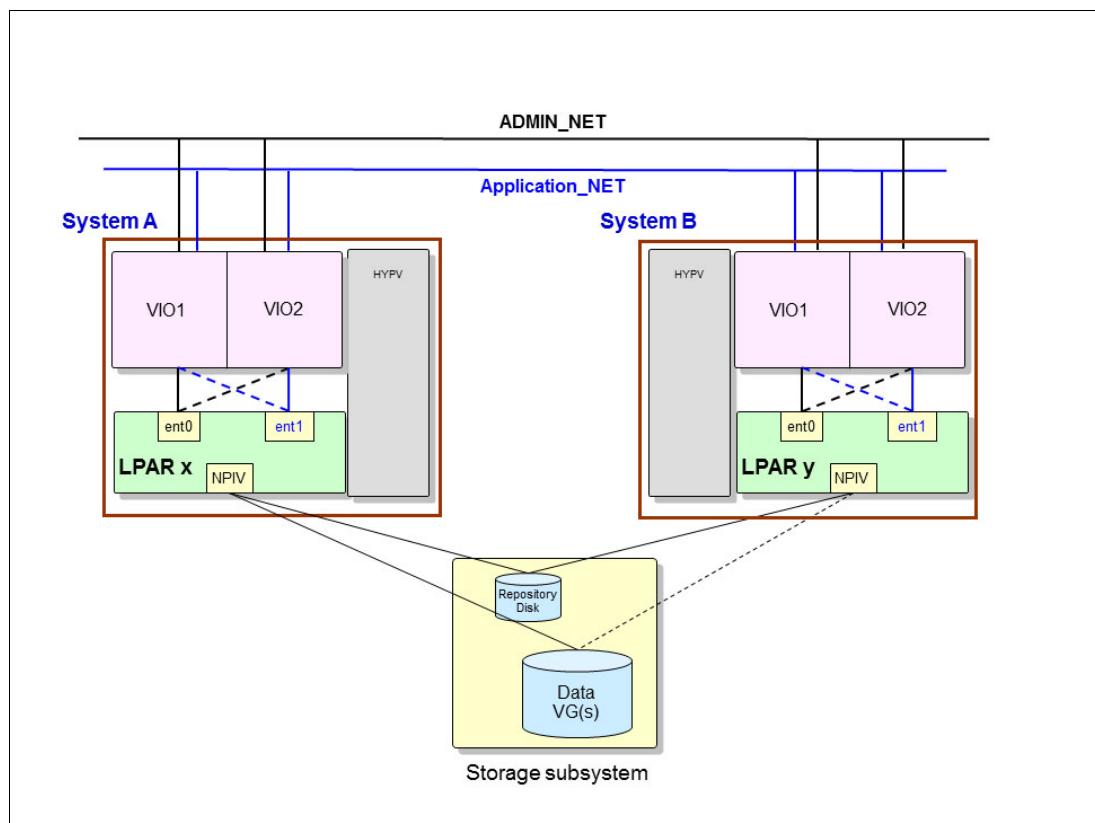 ADMIN_NET
Application_NET
System A
System B
HYPV
HYPV
VIO1
VIO2
VIO1
VIO2
ent0
ent1
ent0
ent1
LPAR x
LPAR y
NPIV
NPIV
Repository
Disk
Data
VG(s)
Storage subsystem